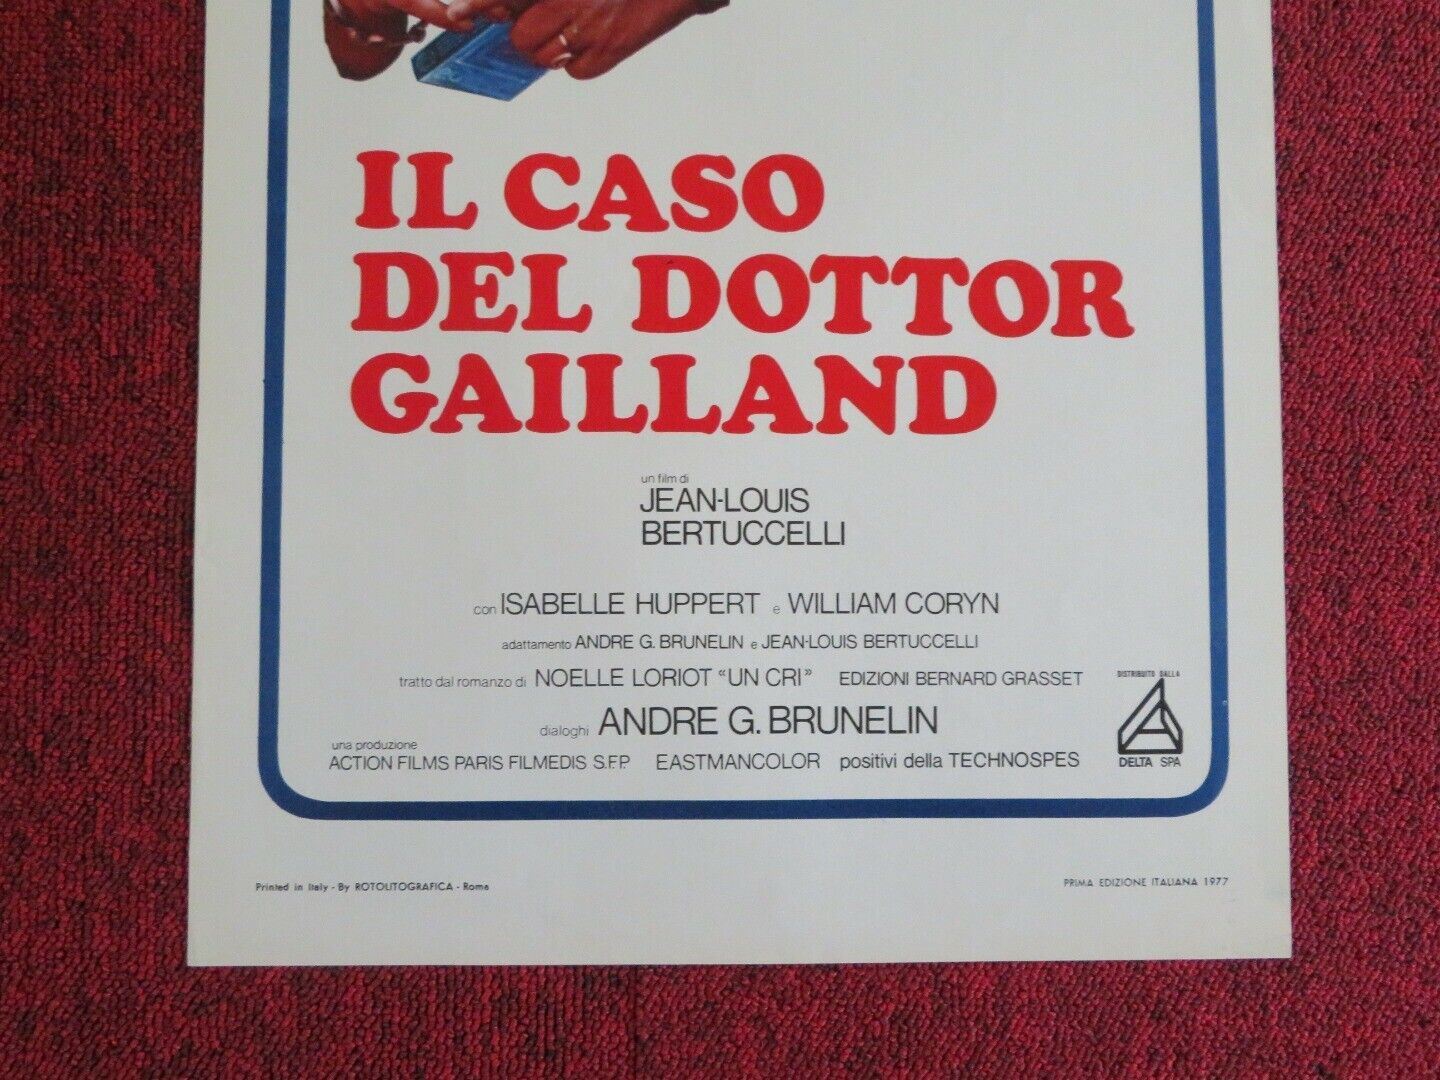 IL CASO
DEL DOTTOR
GAILLAND
un film di
JEAN-LOUIS
BERTUCCELLI
con ISABELLE HUPPERT e WILLIAM CORYN
adattamento ANDRE G. BRUNELIN e JEAN-LOUIS BERTUCCELLI
tratto dal romanzo di NOELLE LORIOT "UN CRI" EDIZIONI BERNARD GRASSET
dialoghi ANDRE G. BRUNELIN
una produzione
ACTION FILMS PARIS FILMEDIS S.F.P. EASTMANCOLOR positivi della TECHNOSPES
DISTRIBUITO DALLA
DELTA SPA
Printed in Italy - By ROTOLITOGRAFICA - Roma
PRIMA EDIZIONE ITALIANA 1977